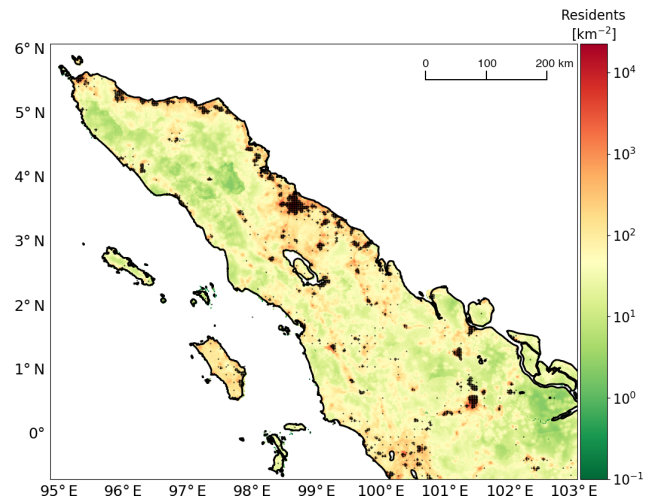 Residents
[km⁻²]
6° N
5° N
4° N
3° N
2° N
1° N
0°
0 100 200 km
10⁴
10³
10²
10¹
10⁰
10⁻¹
95° E 96° E 97° E 98° E 99° E 100° E 101° E 102° E 103° E